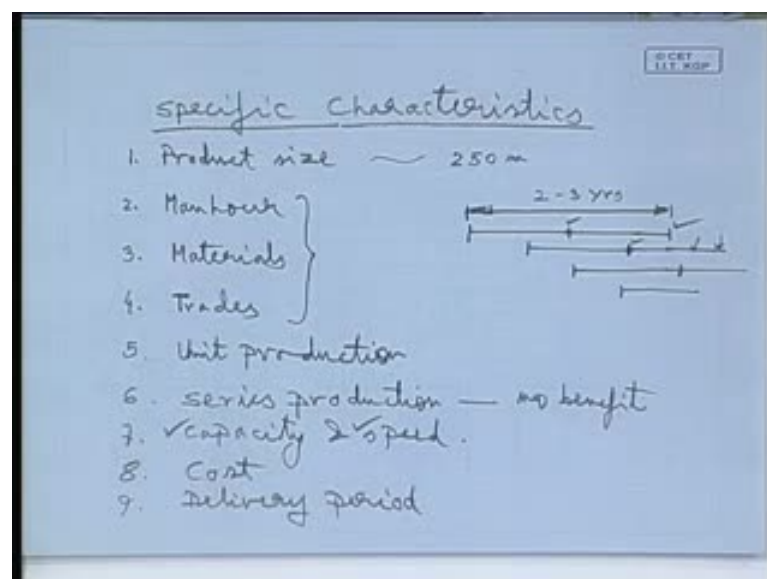 © CET
I.I.T. KGP
Specific Characteristics
1. Product size ~ 250 m
2. Manhour
2-3 yrs
3. Materials
4. Trades
5. Unit production
6. series production — no benefit
7. ✓capacity & ✓speed.
8. Cost
9. Delivery period